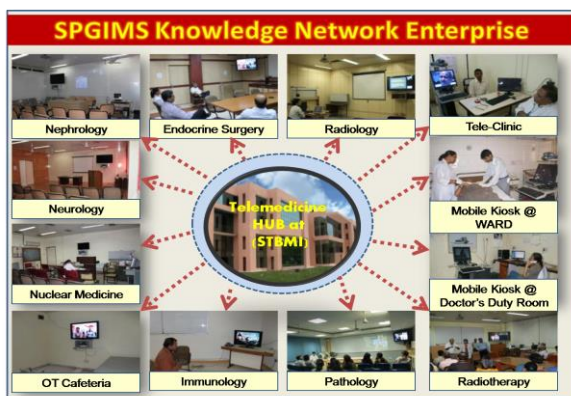 SPGIMS Knowledge Network Enterprise
Nephrology
Endocrine Surgery
Radiology
Tele-Clinic
Neurology
Telemedicine
HUB at
(STBMI)
Mobile Kiosk @
WARD
Nuclear Medicine
Mobile Kiosk @
Doctor's Duty Room
OT Cafeteria
Immunology
Pathology
Radiotherapy